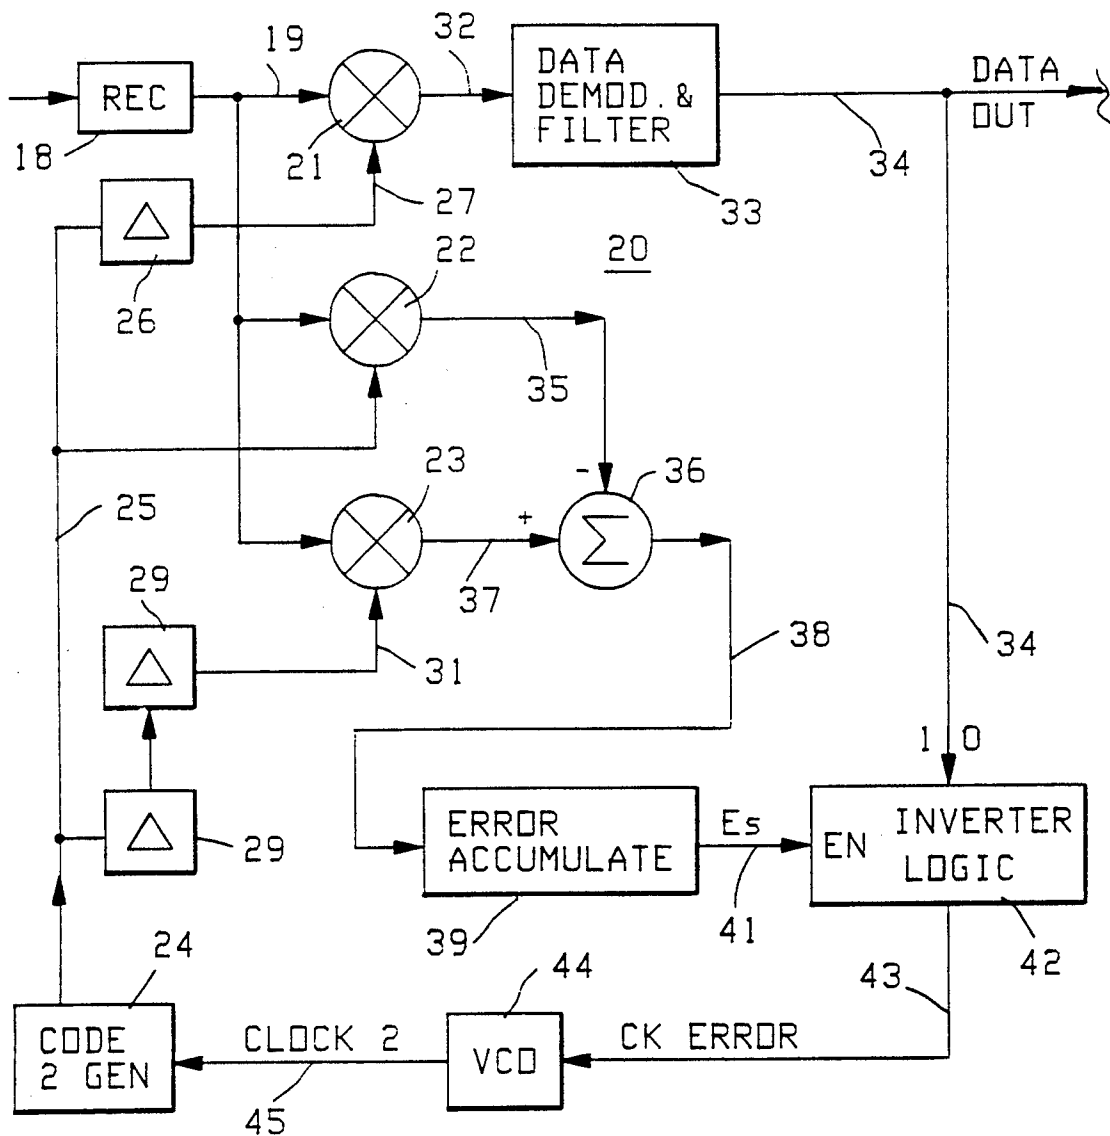 19
32
REC
DATA
DEMOD. &
FILTER
DATA
OUT
18
21
34
27
33
22
20
26
35
23
-
36
25
+
Σ
37
29
38
34
31
1 0
ERROR
ACCUMULATE
Es
EN
INVERTER
LOGIC
29
39
41
42
24
44
43
CODE
2 GEN
CLOCK 2
VCO
CK ERROR
45